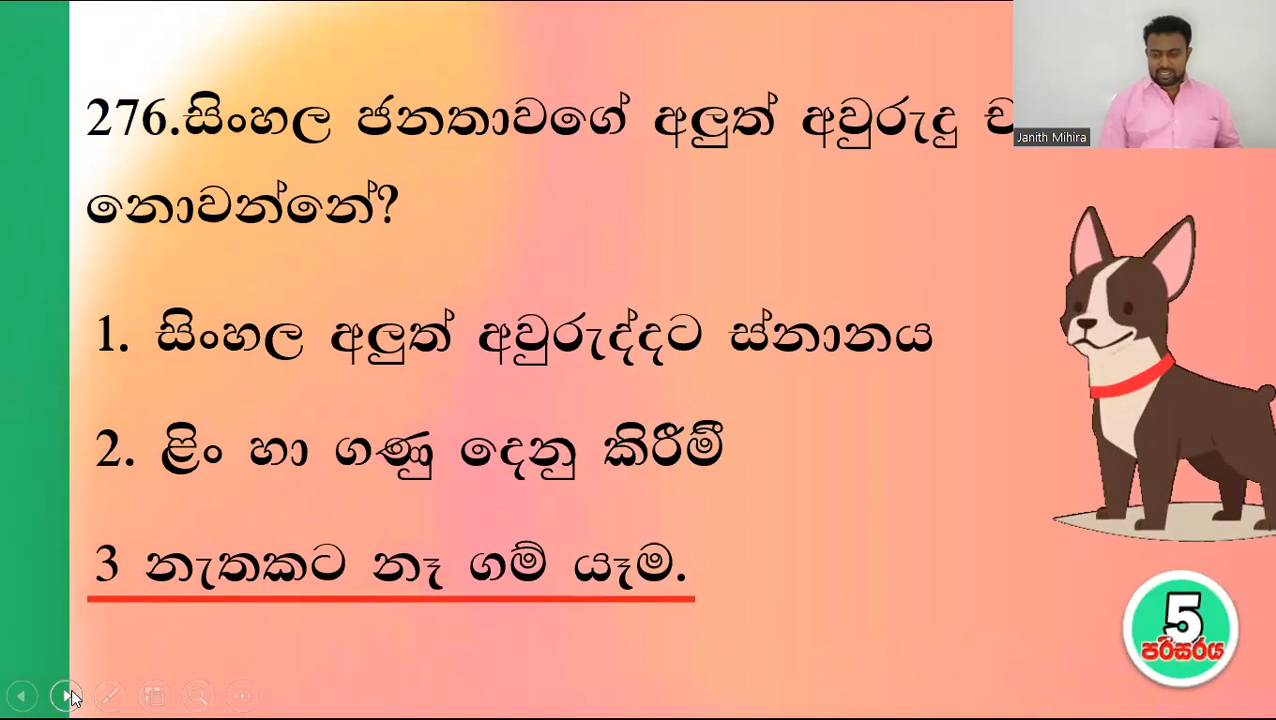 276.සිංහල ජනතාවගේ අලුත් අවුරුදු
නොවන්නේ?
1. සිංහල අලුත් අවුරුද්දට ස්නානය
2. ළිං හා ගණු දෙනු කිරීමී
3 නැතකට නෑ ගම් යෑම.
Janith Mihira
5
පරිසරය